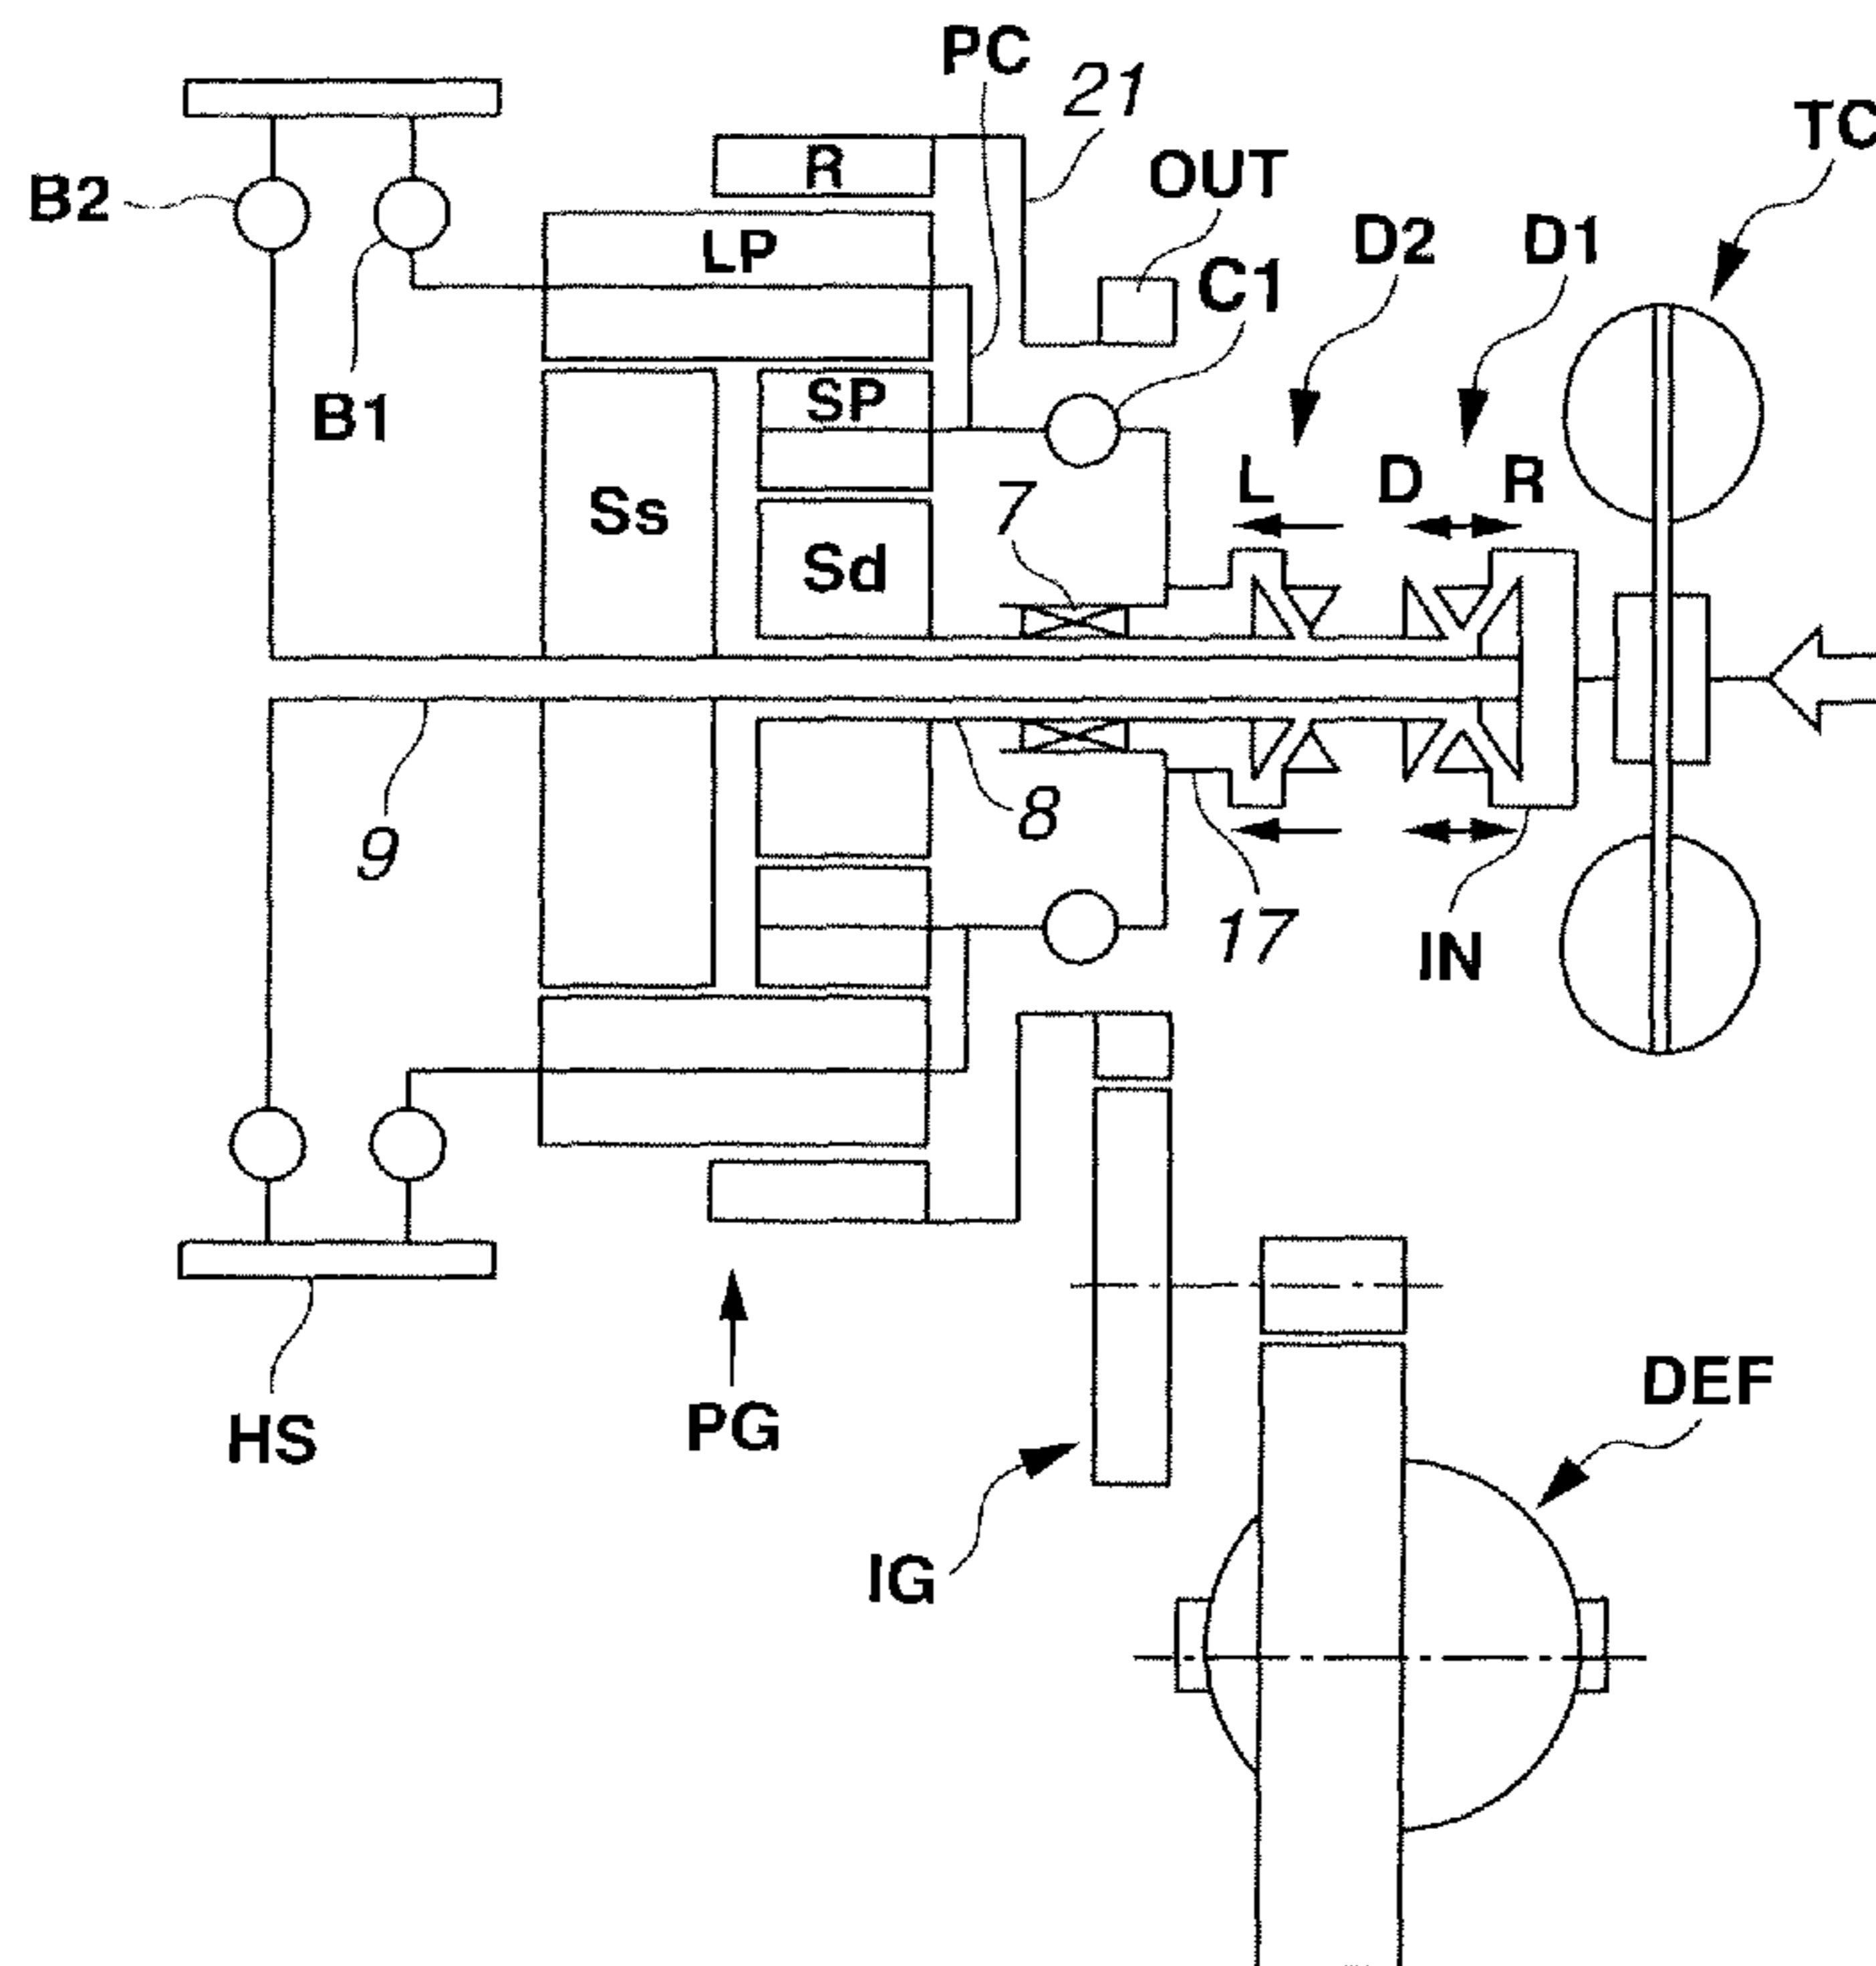 PC
21
TC
R
OUT
B2
D2
D1
LP
C1
SP
B1
L
D
R
7
Ss
Sd
8
9
17
IN
DEF
HS
PG
IG